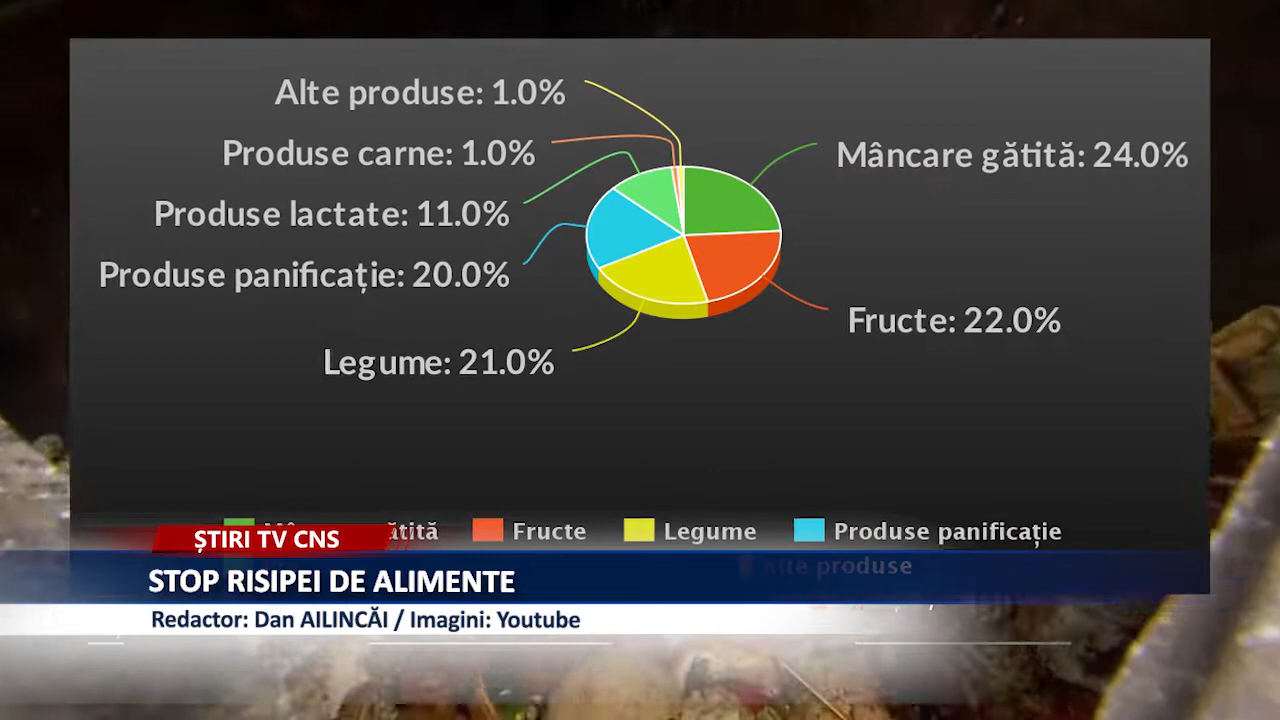 Alte produse: 1.0%
Produse carne: 1.0%
Mâncare gătită: 24.0%
Produse lactate: 11.0%
Produse panificație: 20.0%
Fructe: 22.0%
Legume: 21.0%
Fructe
Legume
Produse panificație
Alte produse
ȘTIRI TV CNS
STOP RISIPEI DE ALIMENTE
Redactor: Dan AILINCĂI / Imagini: Youtube